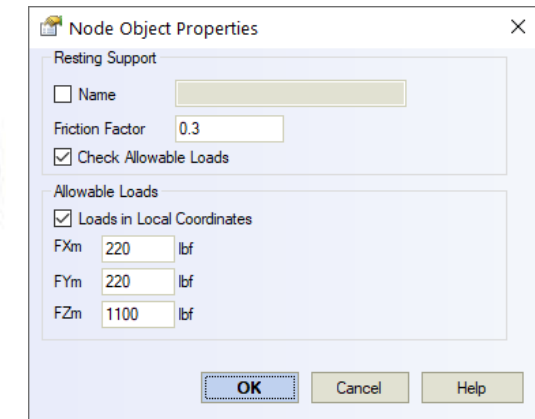 Node Object Properties
Resting Support
Name
Friction Factor 0.3
Check Allowable Loads
Allowable Loads
Loads in Local Coordinates
FXm 220 lbf
FYm 220 lbf
FZm 1100 lbf
OK Cancel Help